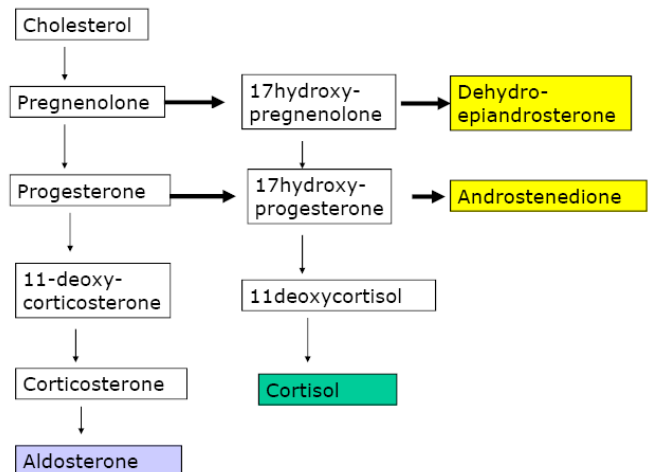 Cholesterol
Pregnenolone
17hydroxy-
pregnenolone
Dehydro-
epiandrosterone
Progesterone
17hydroxy-
progesterone
Androstenedione
11-deoxy-
corticosterone
11deoxycortisol
Corticosterone
Cortisol
Aldosterone